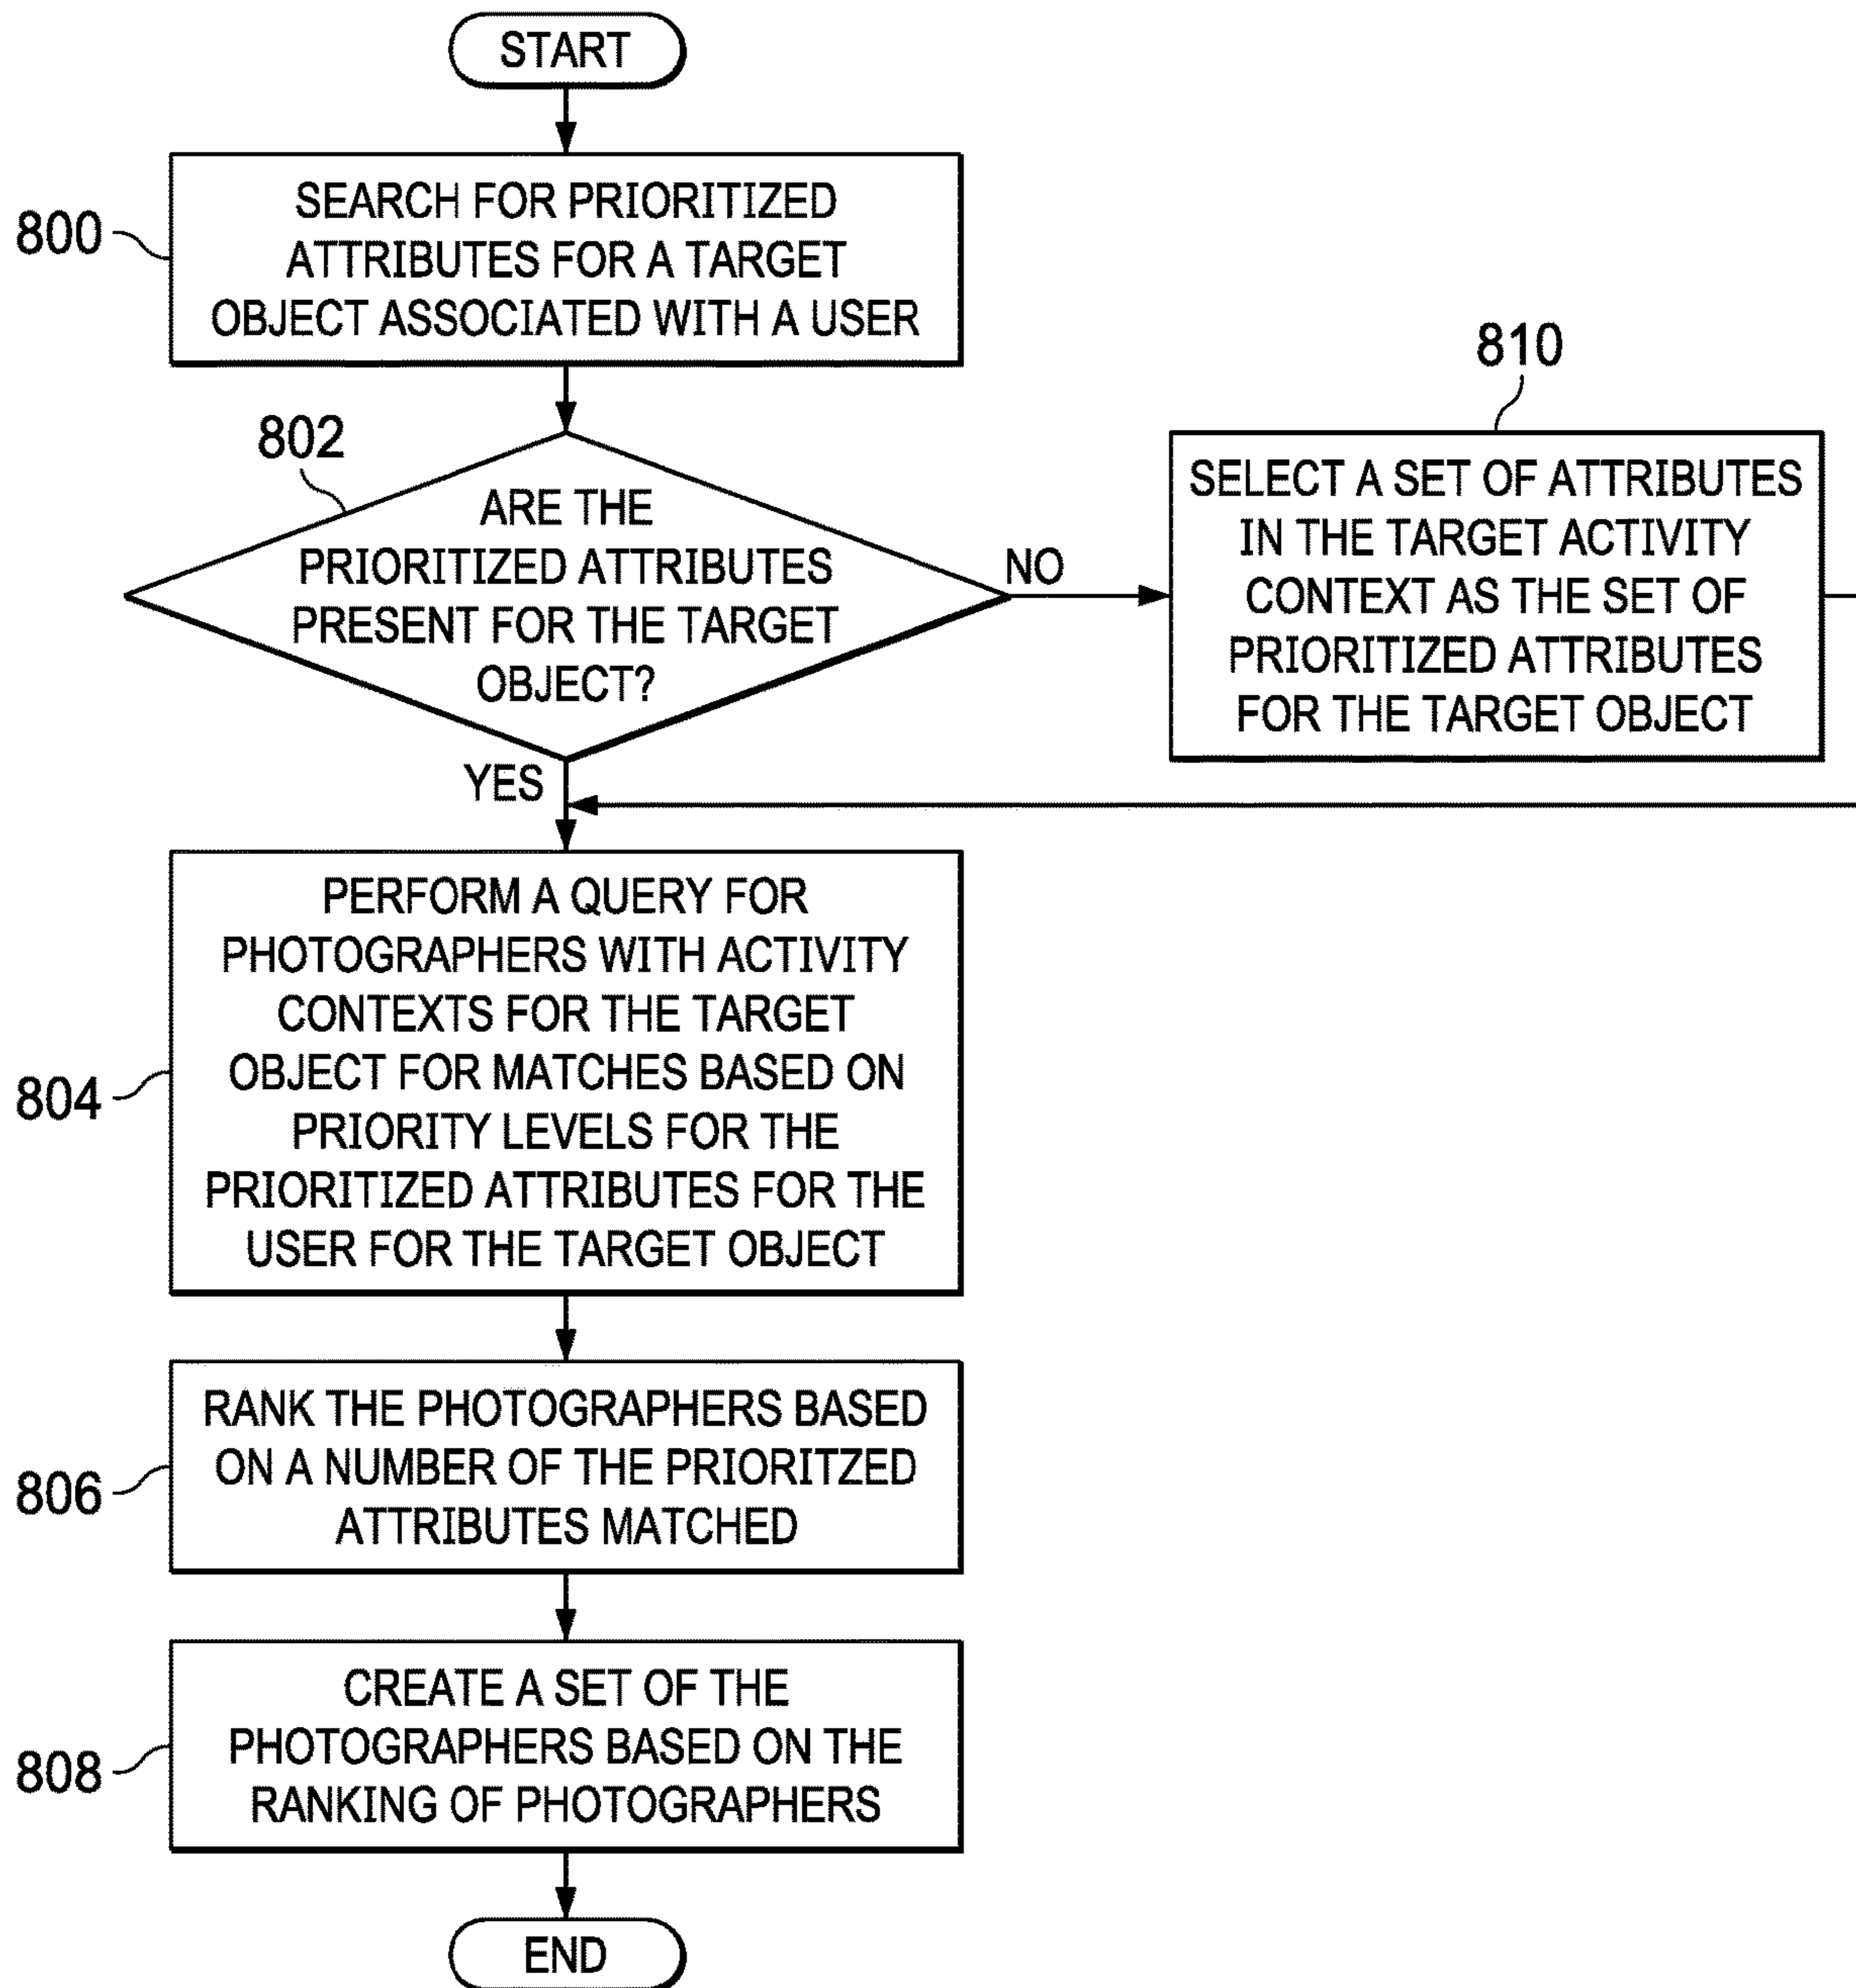 START
800
SEARCH FOR PRIORITIZED
ATTRIBUTES FOR A TARGET
OBJECT ASSOCIATED WITH A USER
802
ARE THE
PRIORITIZED ATTRIBUTES
PRESENT FOR THE TARGET
OBJECT?
NO
810
SELECT A SET OF ATTRIBUTES
IN THE TARGET ACTIVITY
CONTEXT AS THE SET OF
PRIORITIZED ATTRIBUTES
FOR THE TARGET OBJECT
YES
804
PERFORM A QUERY FOR
PHOTOGRAPHERS WITH ACTIVITY
CONTEXTS FOR THE TARGET
OBJECT FOR MATCHES BASED ON
PRIORITY LEVELS FOR THE
PRIORITIZED ATTRIBUTES FOR THE
USER FOR THE TARGET OBJECT
806
RANK THE PHOTOGRAPHERS BASED
ON A NUMBER OF THE PRIORITZED
ATTRIBUTES MATCHED
808
CREATE A SET OF THE
PHOTOGRAPHERS BASED ON THE
RANKING OF PHOTOGRAPHERS
END